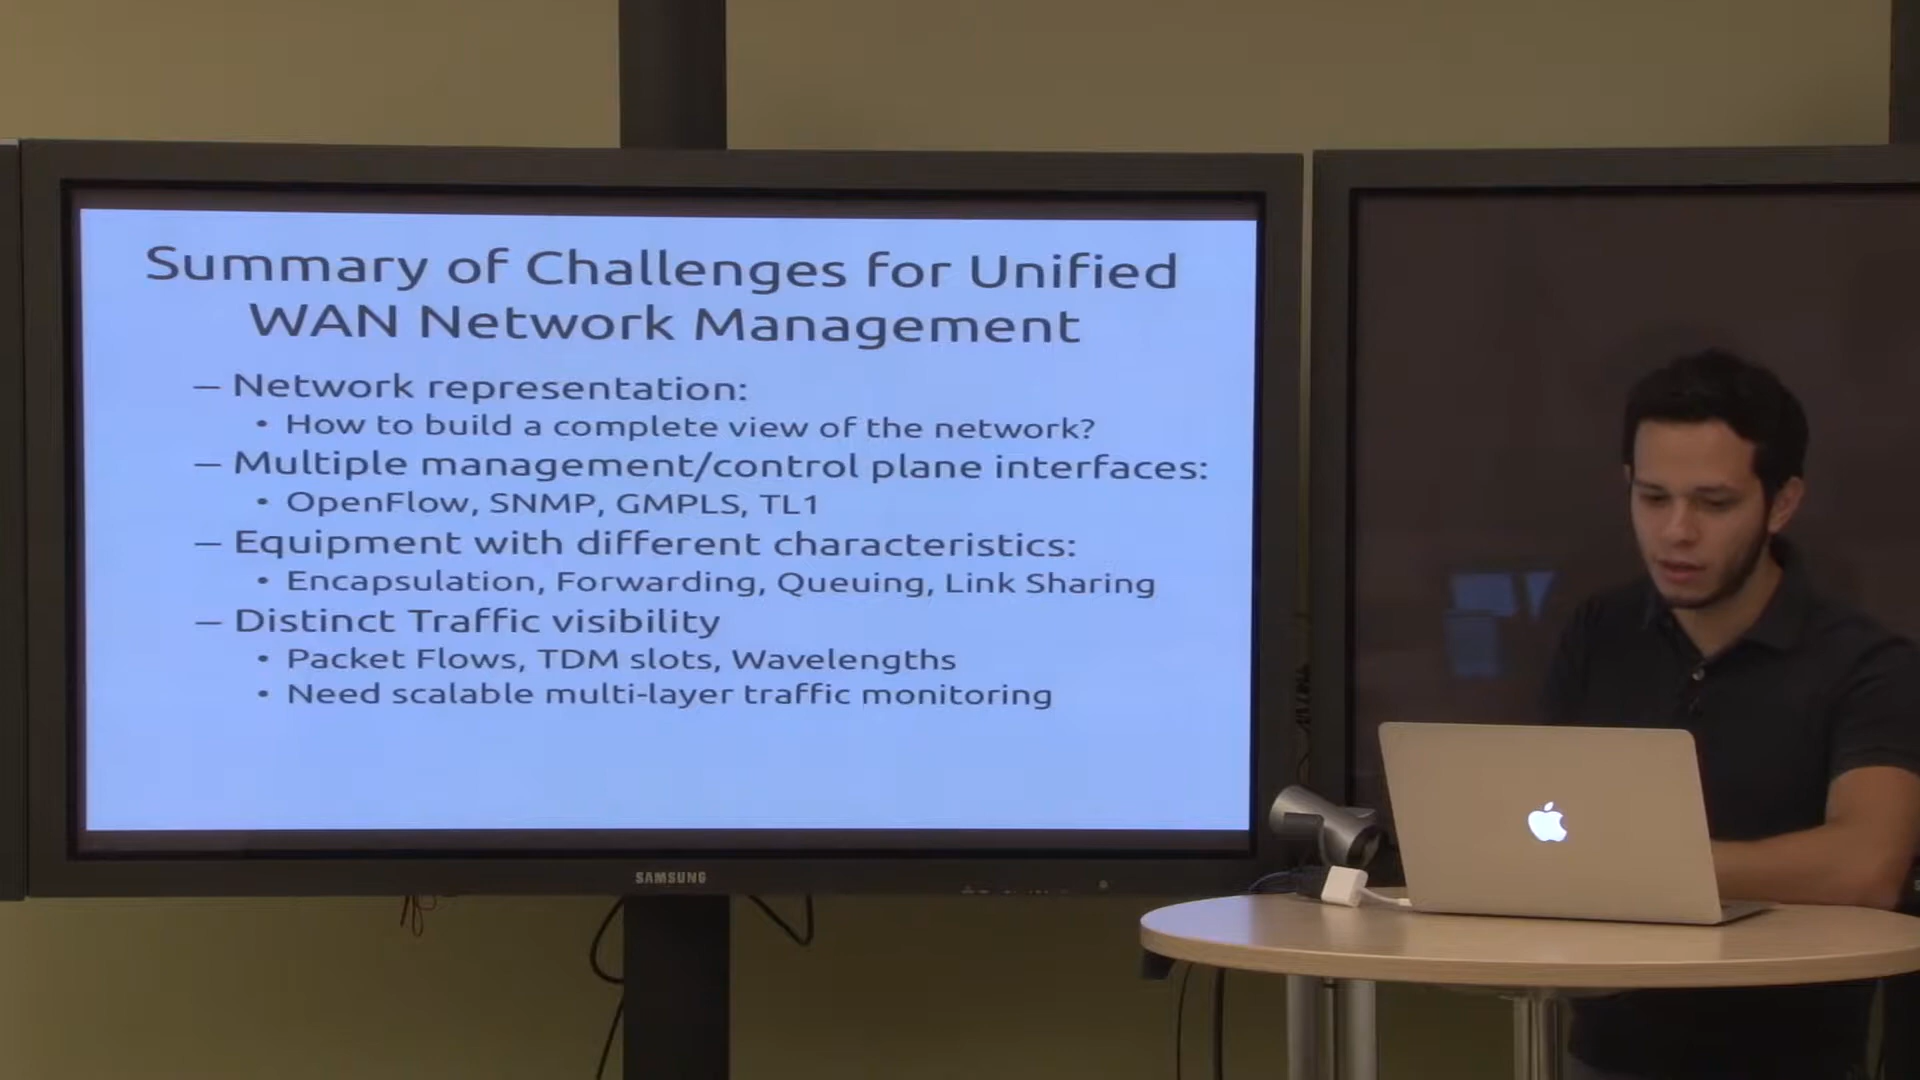 Summary of Challenges for Unified
WAN Network Management
– Network representation:
• How to build a complete view of the network?
– Multiple management/control plane interfaces:
• OpenFlow, SNMP, GMPLS, TL1
– Equipment with different characteristics:
• Encapsulation, Forwarding, Queuing, Link Sharing
– Distinct Traffic visibility
• Packet Flows, TDM slots, Wavelengths
• Need scalable multi-layer traffic monitoring
SAMSUNG